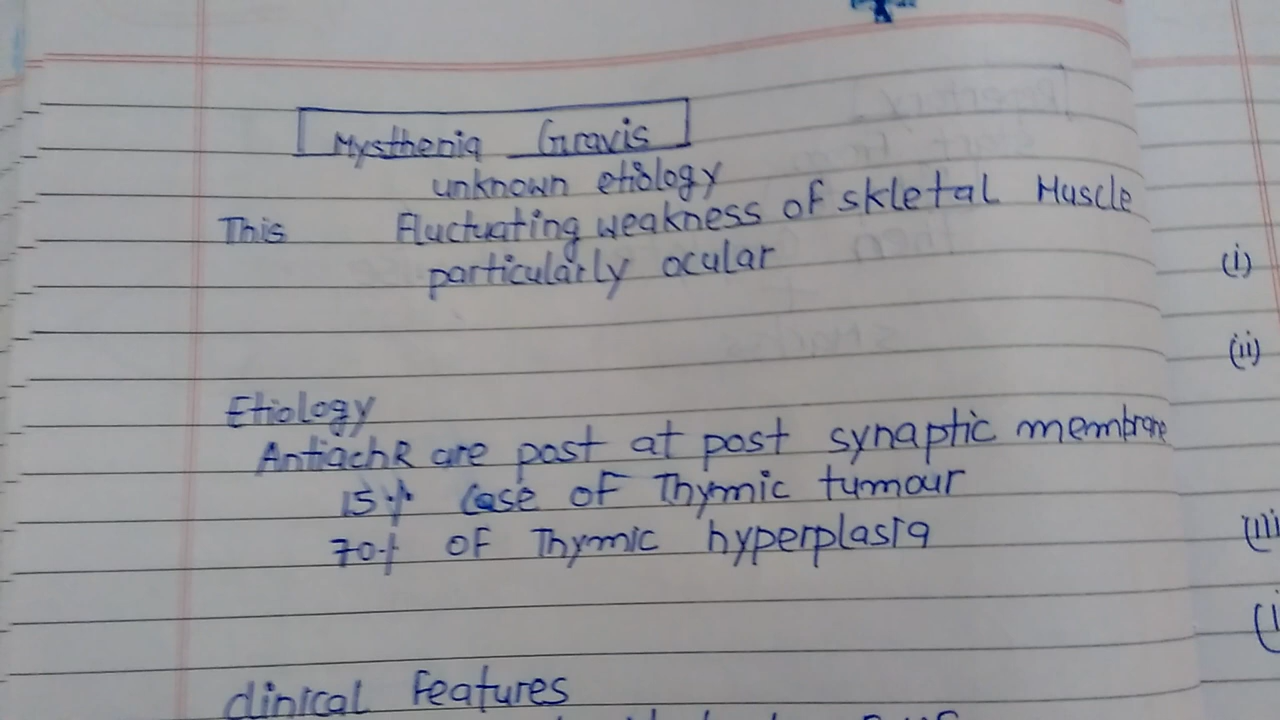 Mysthenia Gravis
unknown etiology
This Fluctuating weakness of skletal Muscle
particularly ocular
(i)
(ii)
Etiology
AntiachR are post at post synaptic membrane
15% Case of Thymic tumour
70% of Thymic hyperplasia
(iii
Clinical Features